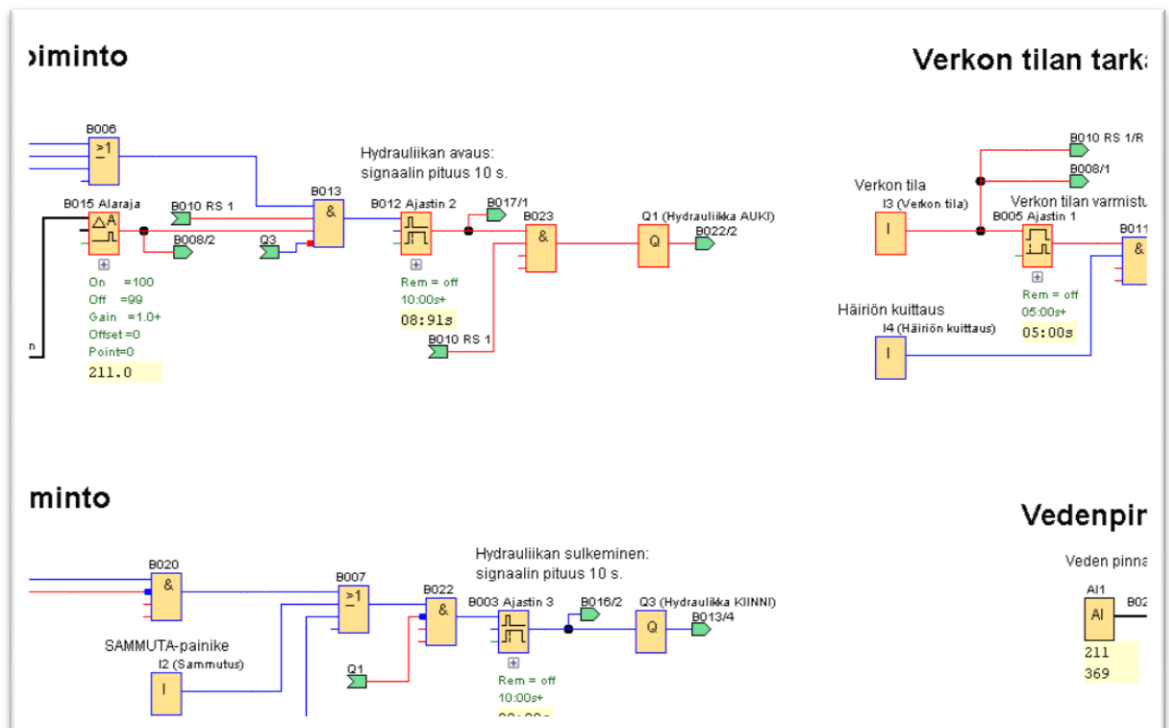 oiminto
Verkon tilan tarka
B006
>1
Hydrauliikan avaus:
signaalin pituus 10 s.
B010 RS 1/R
B008/1
Verkon tila
I3 (Verkon tila)
Verkon tilan varmistu
B015 Alaraja
B010 RS 1
B013
B012 Ajastin 2
B017/1
B023
Q1 (Hydrauliikka AUKI)
B005 Ajastin 1
B011
A
&
&
Q
B022/2
I
&
B008/2
Q3
On =100
Off =99
Gain =1.0+
Offset =0
Point=0
211.0
Rem = off
10:00s+
08:91s
B010 RS 1
Rem = off
05:00s+
05:00s
Häiriön kuittaus
I4 (Häiriön kuittaus)
I
n
minto
Vedenpin
Hydrauliikan sulkeminen:
signaalin pituus 10 s.
Veden pinna
B020
&
B007
>1
B022
&
B003 Ajastin 3
B016/2
Q3 (Hydraulikka KIINNI)
Q
B013/4
AI1
AI
B02
211
369
SAMMUTA-painike
I2 (Sammutus)
I
Q1
Rem = off
10:00s+